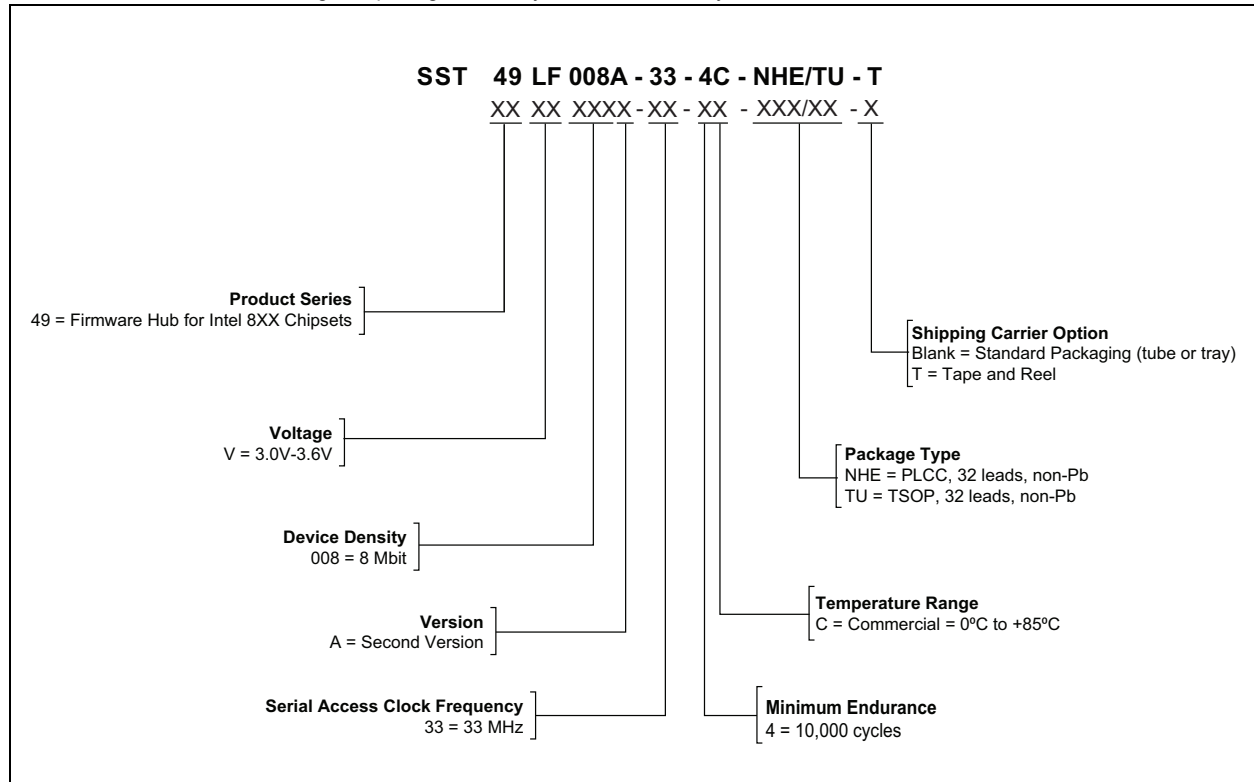 SST 49 LF 008A - 33 - 4C - NHE/TU - T
XX XX XXXX - XX - XX - XXX/XX - X
Product Series
49 = Firmware Hub for Intel 8XX Chipsets
Voltage
V = 3.0V-3.6V
Device Density
008 = 8 Mbit
Version
A = Second Version
Serial Access Clock Frequency
33 = 33 MHz
Shipping Carrier Option
Blank = Standard Packaging (tube or tray)
T = Tape and Reel
Package Type
NHE = PLCC, 32 leads, non-Pb
TU = TSOP, 32 leads, non-Pb
Temperature Range
C = Commercial = 0ºC to +85ºC
Minimum Endurance
4 = 10,000 cycles